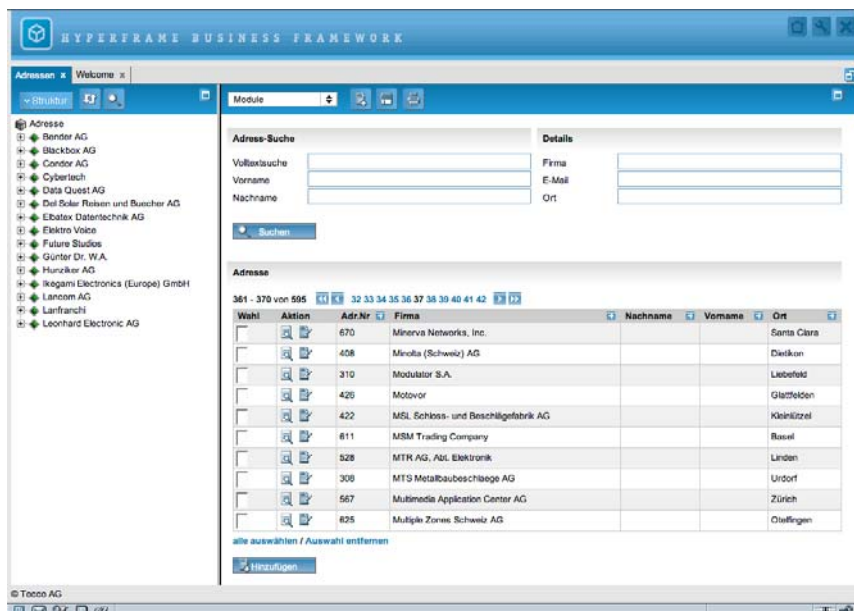 HYPERFRAME BUSINESS FRAMEWORK
Adressen x Welcome x
Struktur
Adresse
Bender AG
Blackbox AG
Condor AG
Cybertech
Data Quest AG
Del Solar Reisen und Buecher AG
Elbatex Datentechnik AG
Elektro Voice
Future Studios
Günter Dr. W.A.
Hunziker AG
Ikegami Electronics (Europe) GmbH
Lancom AG
Lanfranchi
Leonhard Electronic AG
Module
Adress-Suche Details
Volltextsuche Firma
Vorname E-Mail
Nachname Ort
Suchen
Adresse
361 - 370 von 595 32 33 34 35 36 37 38 39 40 41 42
Wahl Aktion Adr.Nr Firma Nachname Vorname Ort
670 Minerva Networks, Inc. Santa Clara
408 Minolta (Schweiz) AG Dietikon
310 Modulator S.A. Liebefeld
426 Motovor Glattfelden
422 MSL Schloss- und Beschlägefabrik AG Kleinlützel
611 MSM Trading Company Basel
528 MTR AG, Abt. Elektronik Linden
308 MTS Metallbaubeschlaege AG Urdorf
567 Multimedia Application Center AG Zürich
625 Multiple Zones Schweiz AG Otelfingen
alle auswählen / Auswahl entfernen
Hinzufügen
© Tocco AG